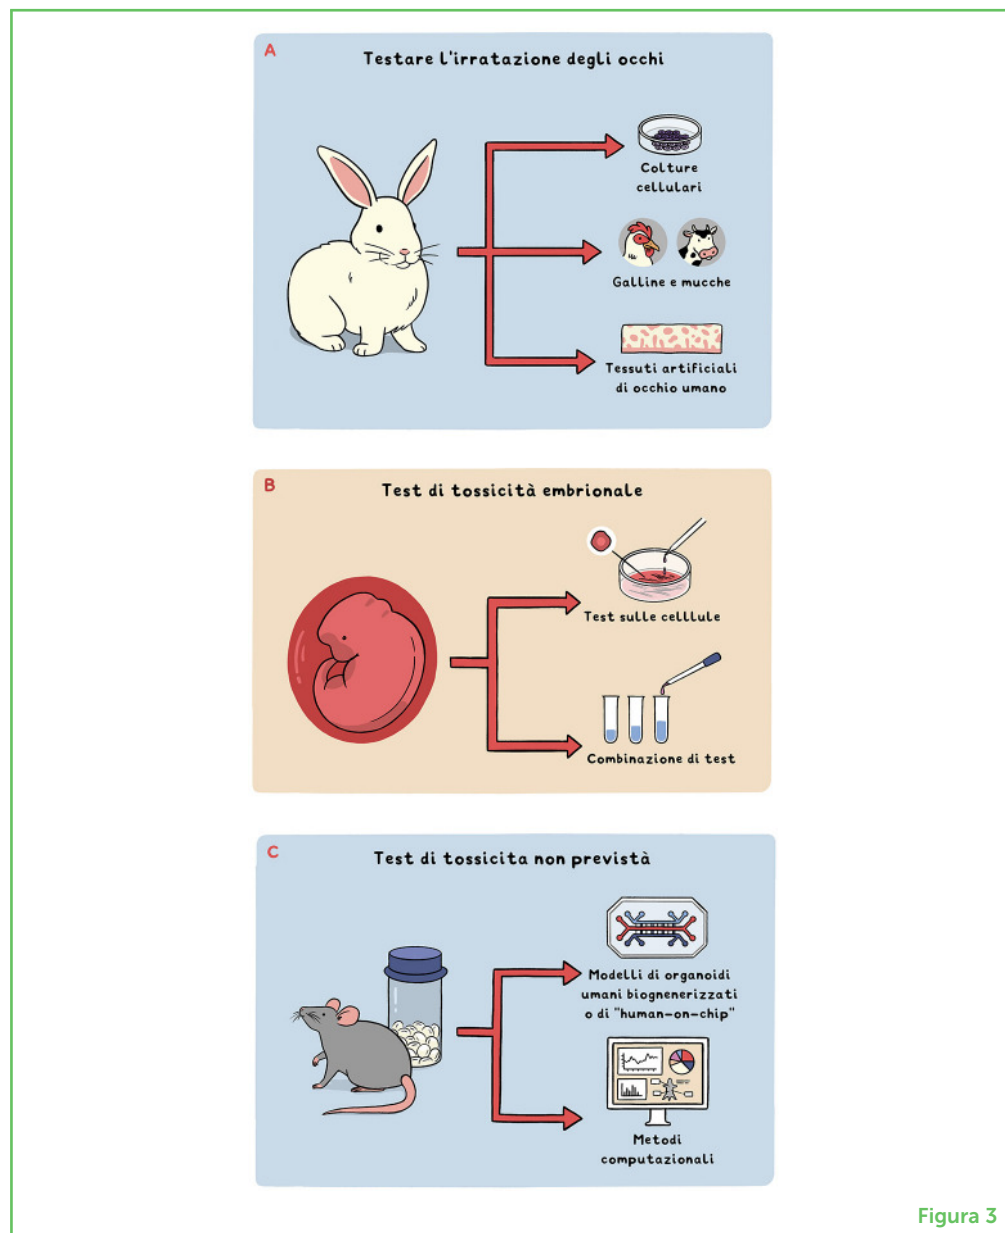 A
Testare l'irratazione degli occhi
Colture
cellulari
Galline e mucche
Tessuti artificiali
di occhio umano
B
Test di tossicità embrionale
Test sulle celllule
Combinazione di test
C
Test di tossicita non previstà
Modelli di organoidi
umani biognenerizzati
o di "human-on-chip"
Metodi
computazionali
Figura 3